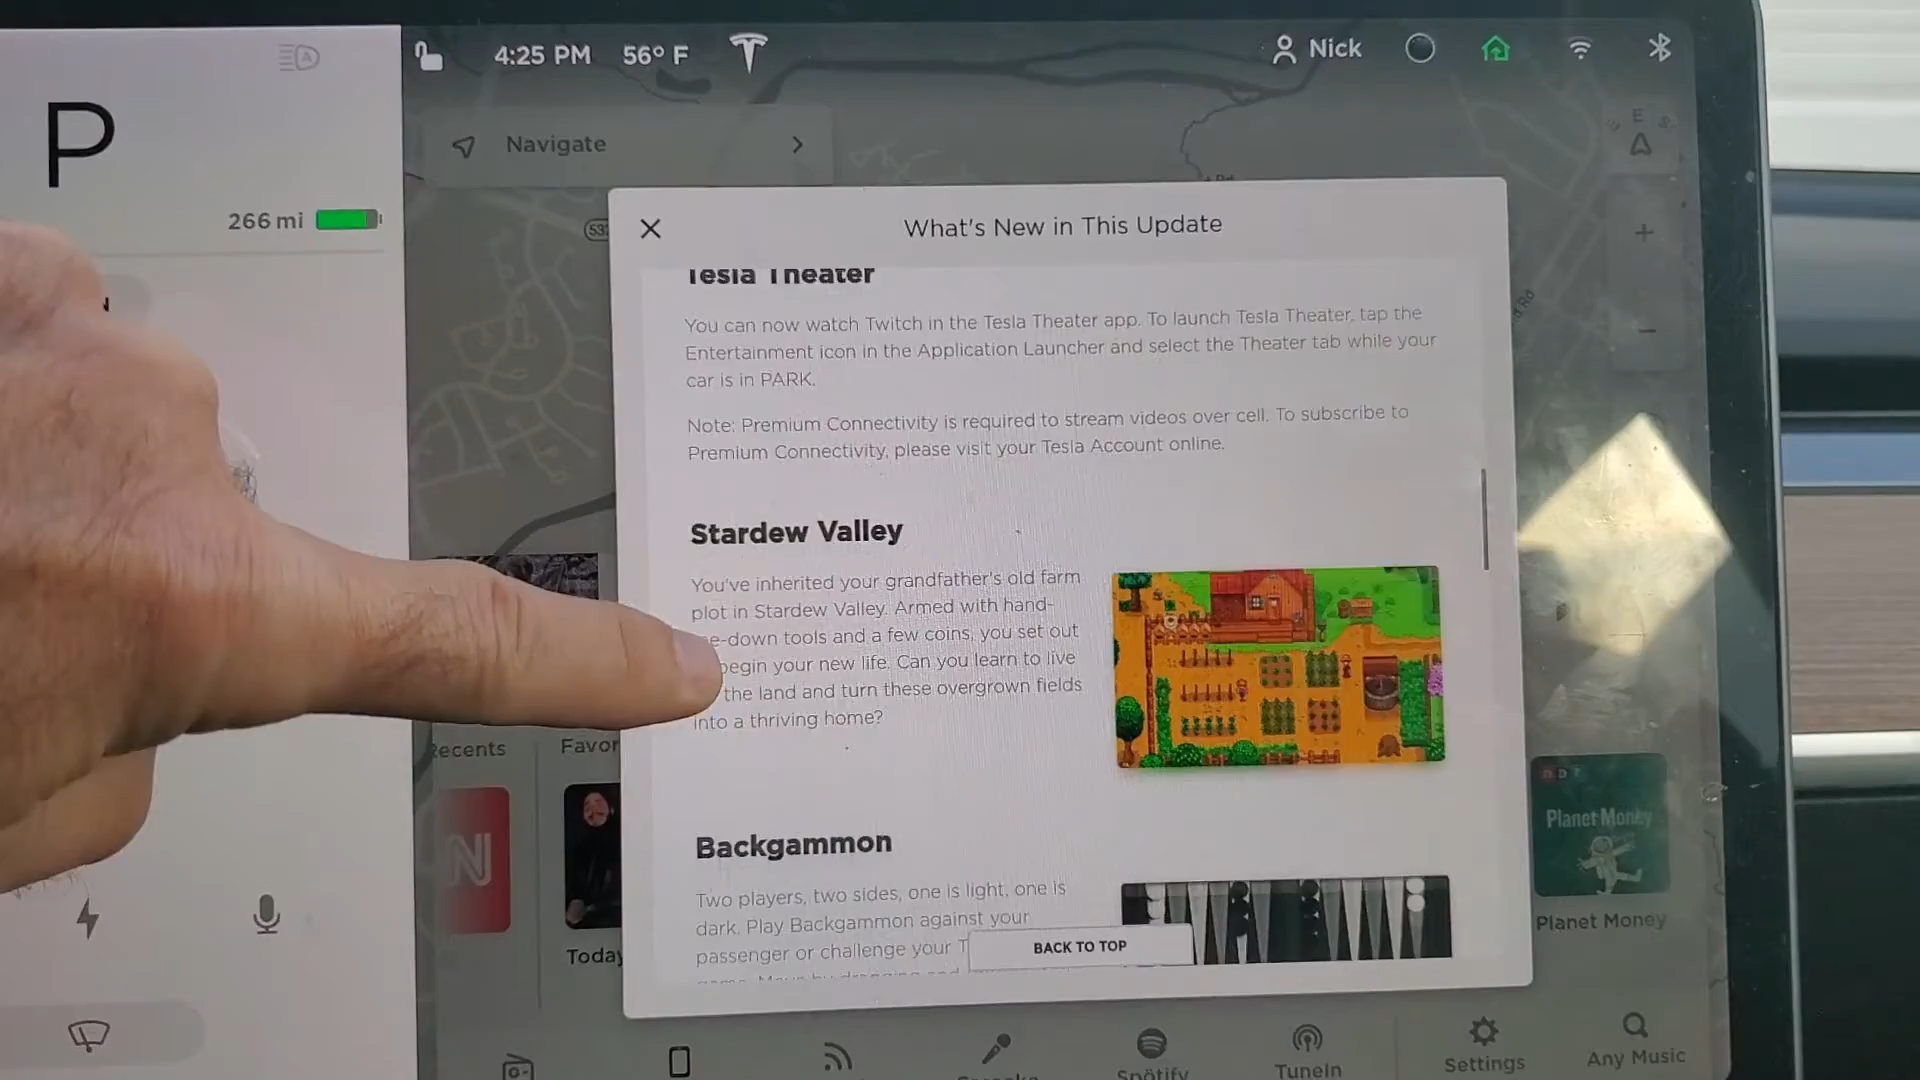 4:25 PM 56° F
Nick
P
Navigate
266 mi
What's New in This Update
Tesla Theater
You can now watch Twitch in the Tesla Theater app. To launch Tesla Theater, tap the
Entertainment icon in the Application Launcher and select the Theater tab while your
car is in PARK.
Note: Premium Connectivity is required to stream videos over cell. To subscribe to
Premium Connectivity, please visit your Tesla Account online.
Stardew Valley
You've inherited your grandfather's old farm
plot in Stardew Valley. Armed with hand-
e-down tools and a few coins, you set out
begin your new life. Can you learn to live
the land and turn these overgrown fields
into a thriving home?
Backgammon
Two players, two sides, one is light, one is
dark. Play Backgammon against your
passenger or challenge your T
BACK TO TOP
Recents Favor
N
Today
Planet Money
Planet Money
Spotify
TuneIn
Settings
Any Music
E